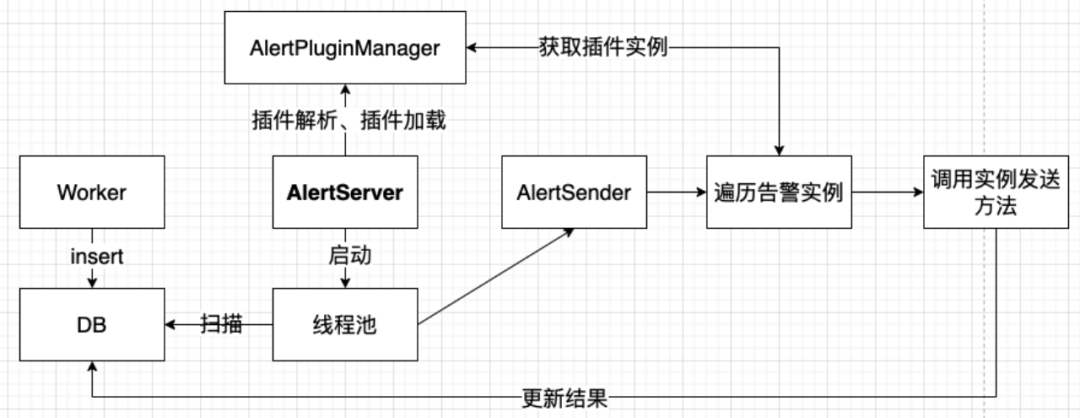 AlertPluginManager
获取插件实例
插件解析、插件加载
Worker
AlertServer
AlertSender
遍历告警实例
调用实例发送
方法
insert
启动
DB
扫描
线程池
更新结果